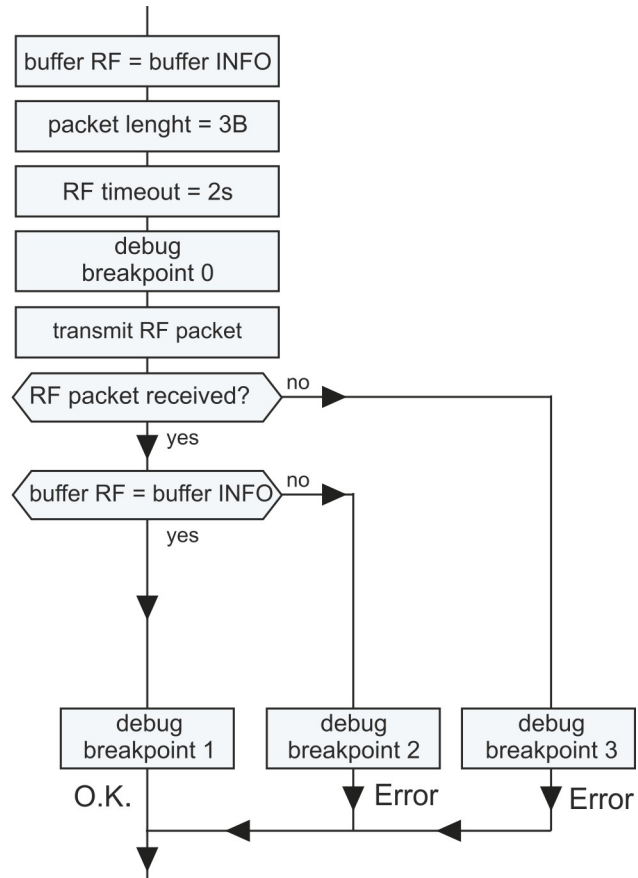 buffer RF = buffer INFO
packet lenght = 3B
RF timeout = 2s
debug
breakpoint 0
transmit RF packet
RF packet received?
no
yes
buffer RF = buffer INFO
no
yes
debug
breakpoint 1
debug
breakpoint 2
debug
breakpoint 3
O.K.
Error
Error